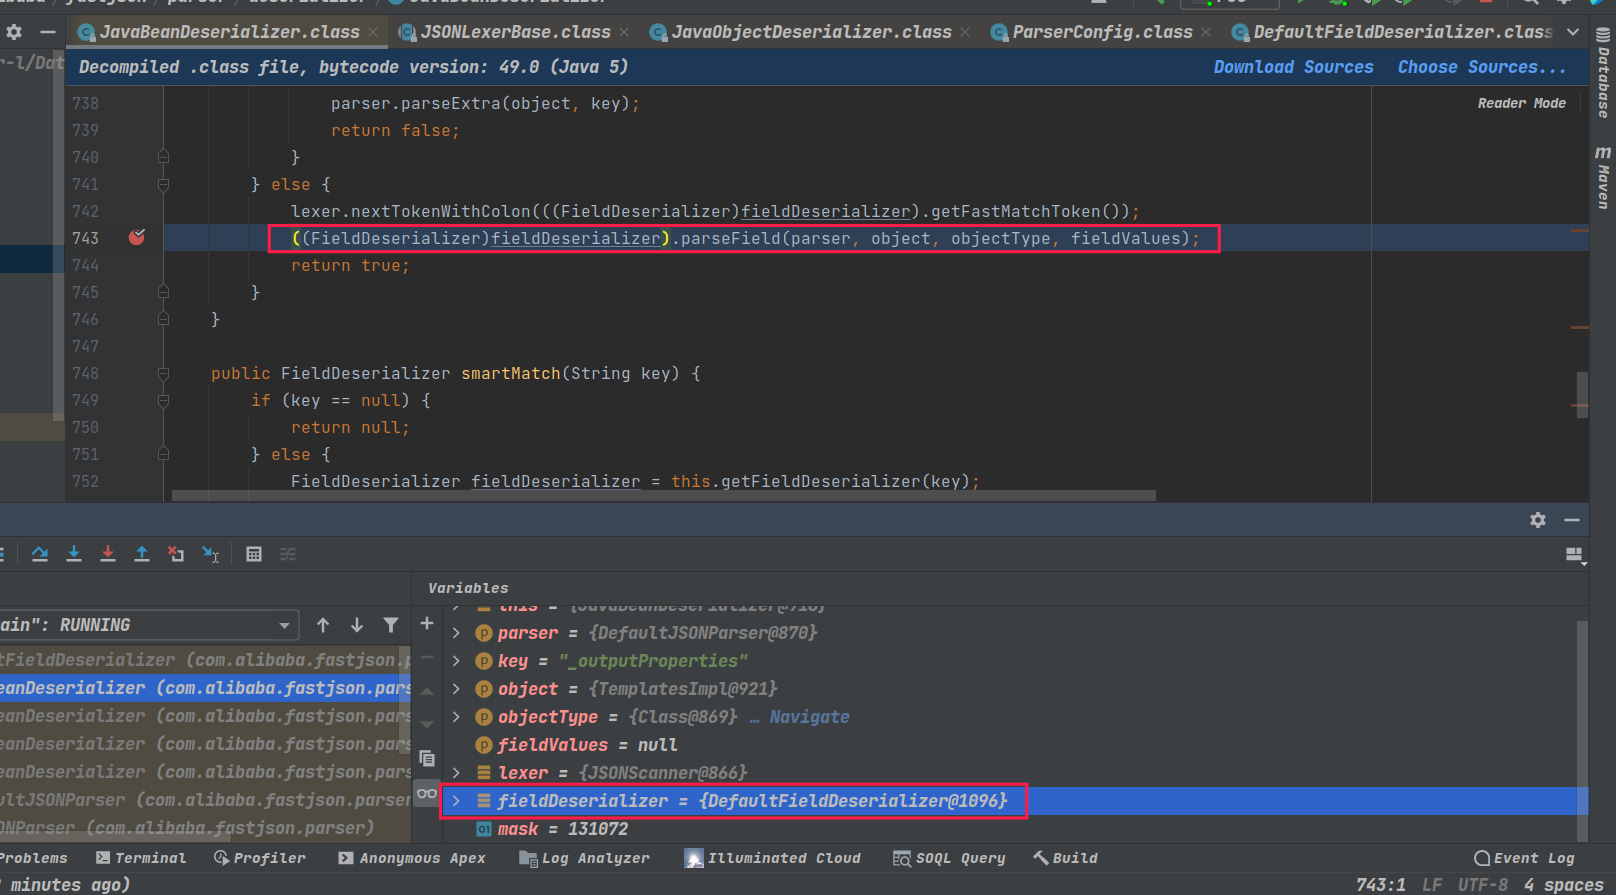 JavaBeanDeserializer.class JSONLexerBase.class JavaObjectDeserializer.class ParserConfig.class DefaultFieldDeserializer.class
r-l/Dat
Decompiled .class file, bytecode version: 49.0 (Java 5) Download Sources Choose Sources...
Reader Mode
Database
Maven
738 parser.parseExtra(object, key);
739 return false;
740 }
741 } else {
742 lexer.nextTokenWithColon(((FieldDeserializer)fieldDeserializer).getFastMatchToken());
743 ((FieldDeserializer)fieldDeserializer).parseField(parser, object, objectType, fieldValues);
744 return true;
745 }
746 }
747
748 public FieldDeserializer smartMatch(String key) {
749 if (key == null) {
750 return null;
751 } else {
752 FieldDeserializer fieldDeserializer = this.getFieldDeserializer(key);
Variables
ain": RUNNING
tFieldDeserializer (com.alibaba.fastjson.p
eanDeserializer (com.alibaba.fastjson.pars
eanDeserializer (com.alibaba.fastjson.pars
eanDeserializer (com.alibaba.fastjson.pars
eanDeserializer (com.alibaba.fastjson.pars
ultJSONParser (com.alibaba.fastjson.parser
ONParser (com.alibaba.fastjson.parser)
this = {JavaBeanDeserializer@918}
parser = {DefaultJSONParser@870}
key = "_outputProperties"
object = {TemplatesImpl@921}
objectType = {Class@869} … Navigate
fieldValues = null
lexer = {JSONScanner@866}
fieldDeserializer = {DefaultFieldDeserializer@1096}
mask = 131072
Problems Terminal Profiler Anonymous Apex Log Analyzer Illuminated Cloud SOQL Query Build Event Log
minutes ago) 743:1 LF UTF-8 4 spaces